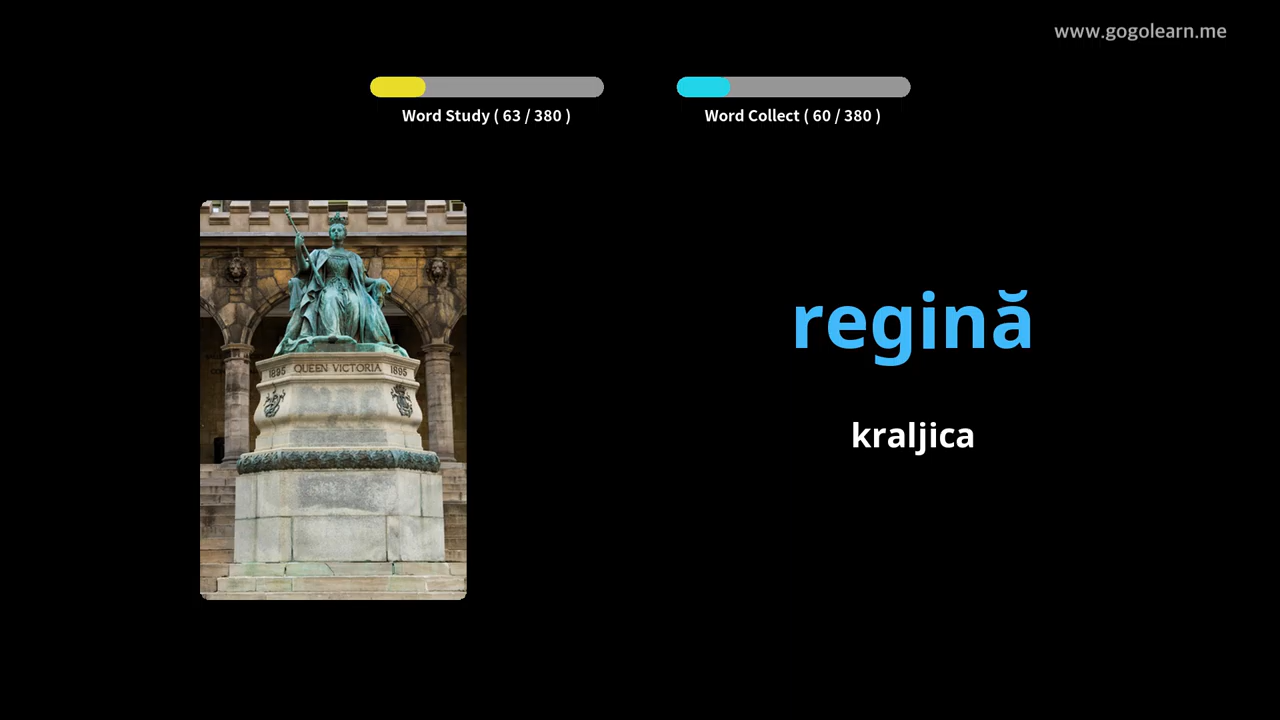 www.gogolearn.me
Word Study ( 63 / 380 )
Word Collect ( 60 / 380 )
1895 QUEEN VICTORIA 1895
regină
kraljica